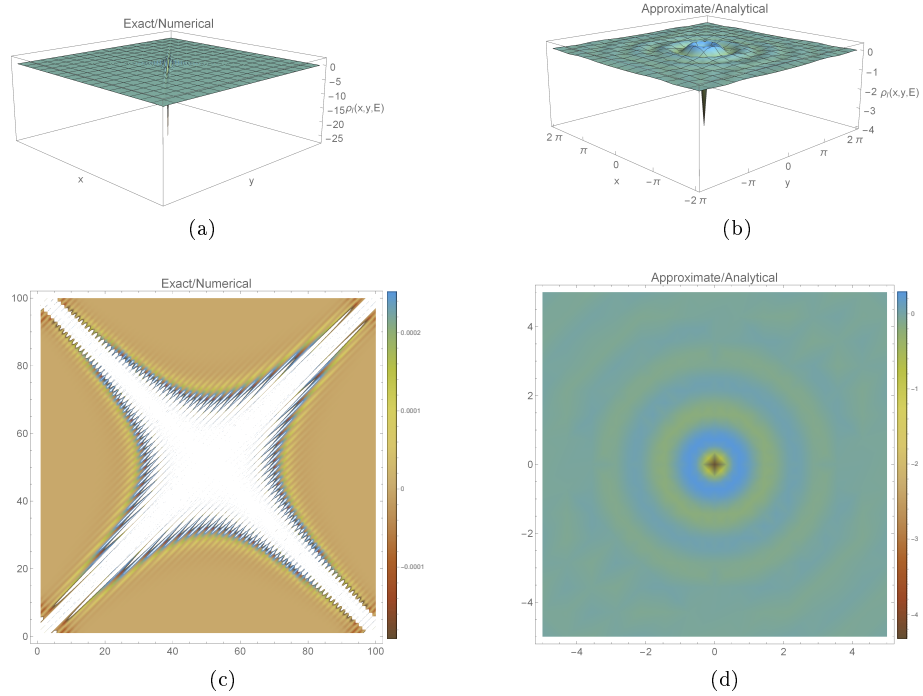 Exact/Numerical
0
−5
−10
−15
ρl(x,y,E)
−20
−25
x
y
(a)
Approximate/Analytical
0
−1
−2
ρl(x,y,E)
−3
−4
2 π
π
0
x
−π
−2 π
−π
y
0
π
2 π
(b)
Exact/Numerical
100
80
60
40
20
0
0 20 40 60 80 100
0.0002
0.0001
0
−0.0001
(c)
Approximate/Analytical
4
2
0
−2
−4
−4 −2 0 2 4
0
−1
−2
−3
−4
(d)